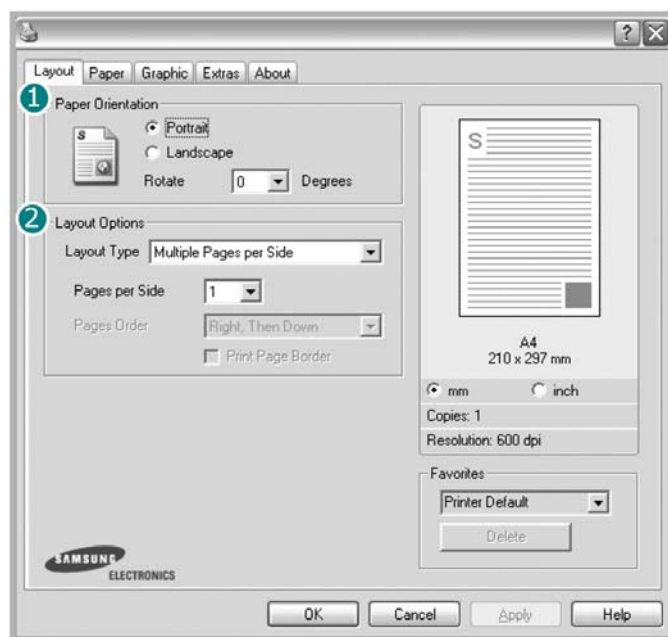 Layout Paper Graphic Extras About
1
Paper Orientation
S
Portrait
Landscape
Rotate 0 Degrees
2
Layout Options
Layout Type Multiple Pages per Side
Pages per Side 1
Pages Order Right, Then Down
Print Page Border
S
A4
210 x 297 mm
mm inch
Copies: 1
Resolution: 600 dpi
Favorites
Printer Default
Delete
SAMSUNG
ELECTRONICS
OK Cancel Apply Help